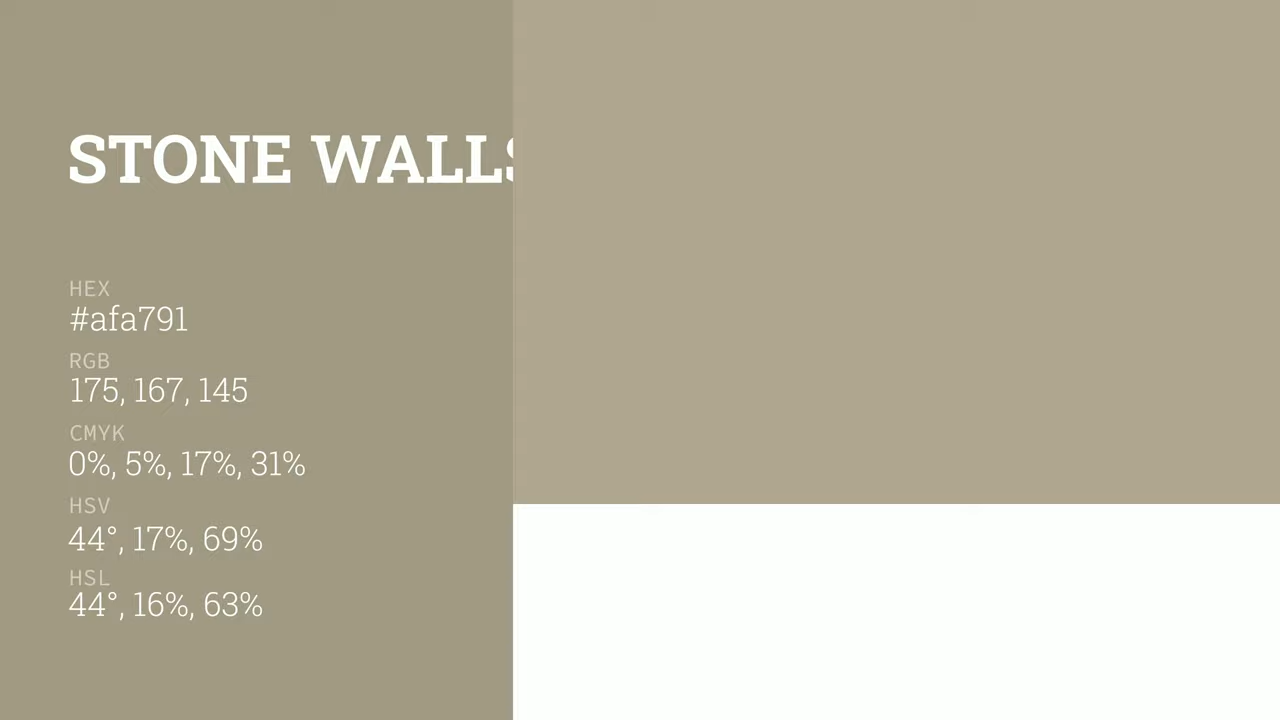 STONE WALLS
HEX
#afa791
RGB
175, 167, 145
CMYK
0%, 5%, 17%, 31%
HSV
44°, 17%, 69%
HSL
44°, 16%, 63%